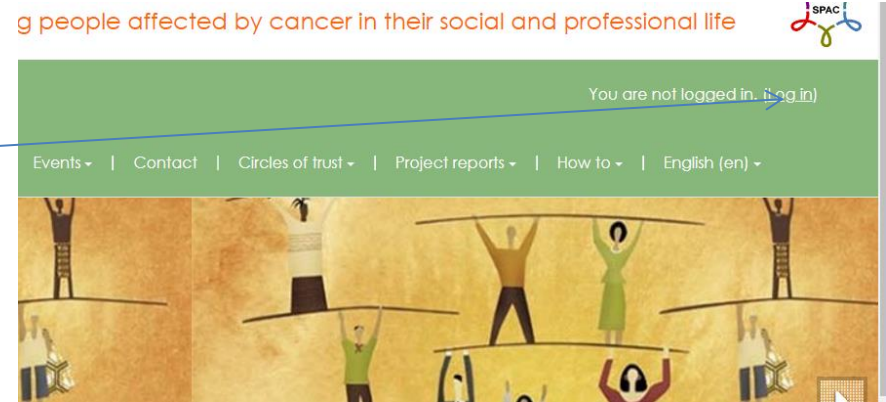 g people affected by cancer in their social and professional life
SPAC
You are not logged in. (Log in)
Events | Contact | Circles of trust | Project reports | How to | English (en)